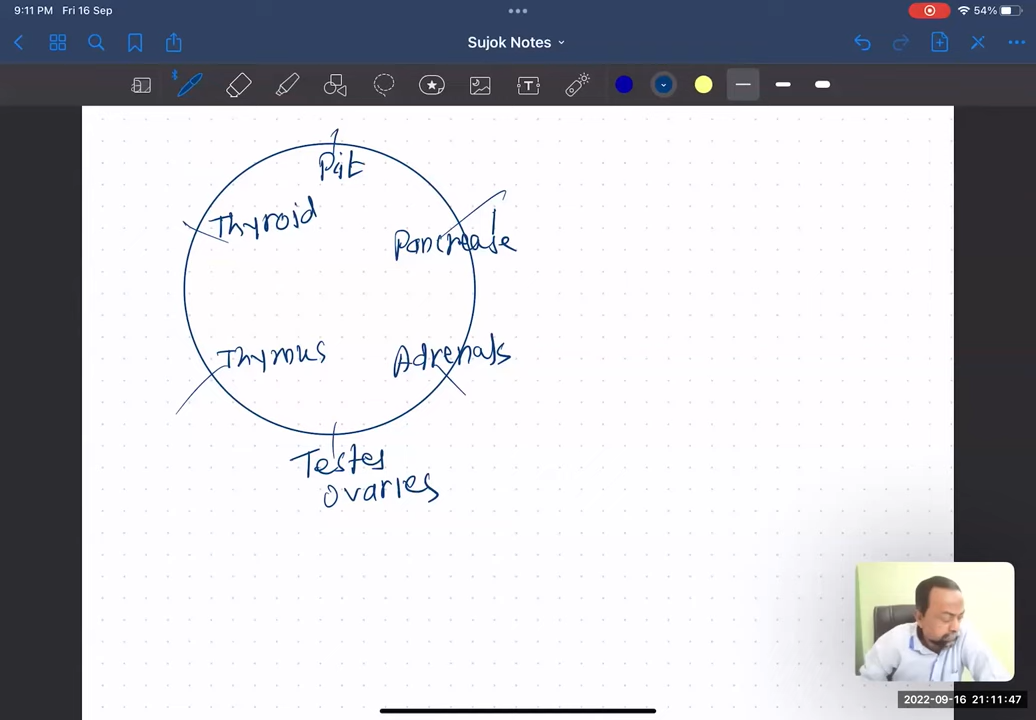 9:11 PM Fri 16 Sep
54%
Sujok Notes
Pit
Thyroid
Pancrease
Thymus
Adrenals
Testes
Ovaries
2022-09-16 21:11:47